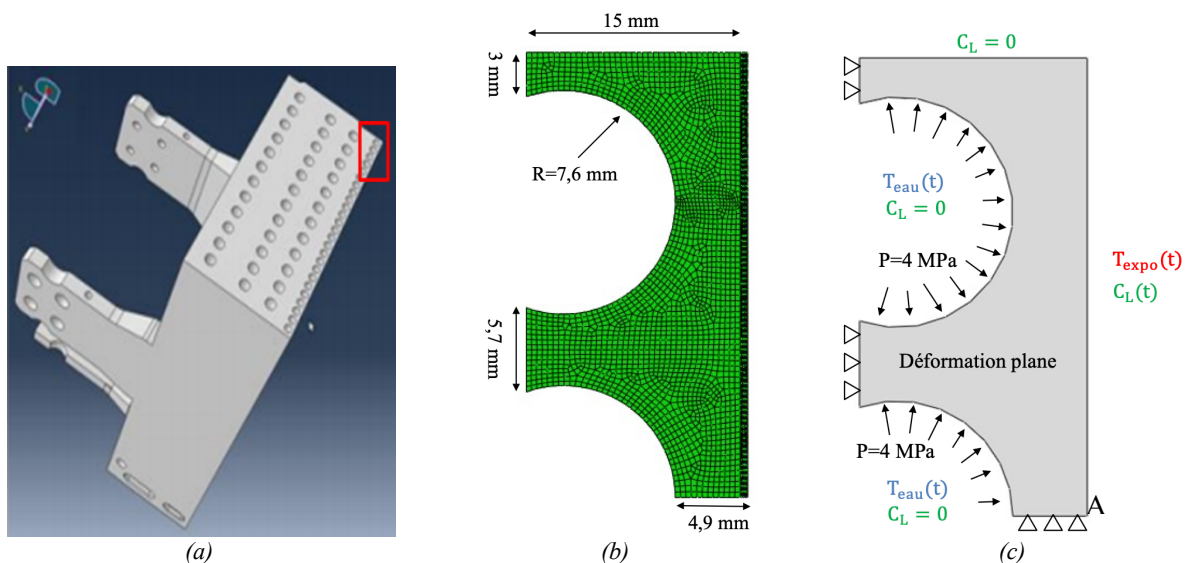 15 mm
3 mm
R=7,6 mm
5,7 mm
4,9 mm
C_L = 0
T_eau(t)
C_L = 0
P=4 MPa
T_expo(t)
C_L(t)
Déformation plane
P=4 MPa
T_eau(t)
C_L = 0
A
(a)
(b)
(c)